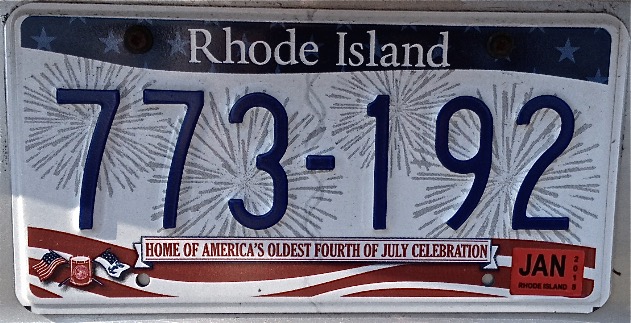 Rhode Island
773-192
HOME OF AMERICA'S OLDEST FOURTH OF JULY CELEBRATION
JAN
RHODE ISLAND